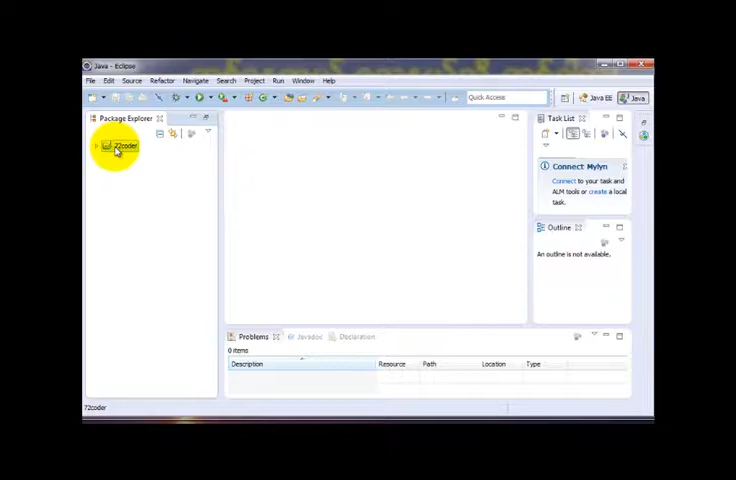 Java - Eclipse
File Edit Source Refactor Navigate Search Project Run Window Help
Quick Access
Java EE
Java
Package Explorer
72coder
Task List
Connect Mylyn
Connect to your task and
ALM tools or create a local
task.
Outline
An outline is not available.
Problems Javadoc Declaration
0 items
Description Resource Path Location Type
72coder